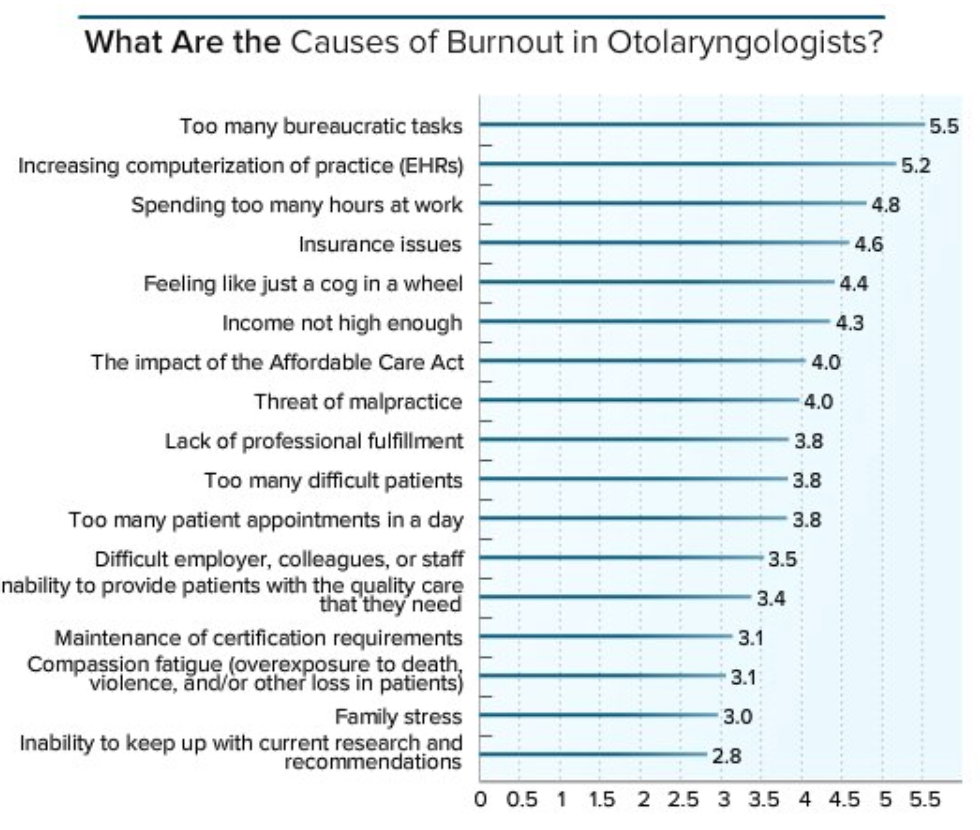 What Are the Causes of Burnout in Otolaryngologists?
Too many bureaucratic tasks 5.5
Increasing computerization of practice (EHRs) 5.2
Spending too many hours at work 4.8
Insurance issues 4.6
Feeling like just a cog in a wheel 4.4
Income not high enough 4.3
The impact of the Affordable Care Act 4.0
Threat of malpractice 4.0
Lack of professional fulfillment 3.8
Too many difficult patients 3.8
Too many patient appointments in a day 3.8
Difficult employer, colleagues, or staff 3.5
nability to provide patients with the quality care
that they need 3.4
Maintenance of certification requirements 3.1
Compassion fatigue (overexposure to death,
violence, and/or other loss in patients) 3.1
Family stress 3.0
Inability to keep up with current research and
recommendations 2.8
0 0.5 1 1.5 2 2.5 3 3.5 4 4.5 5 5.5